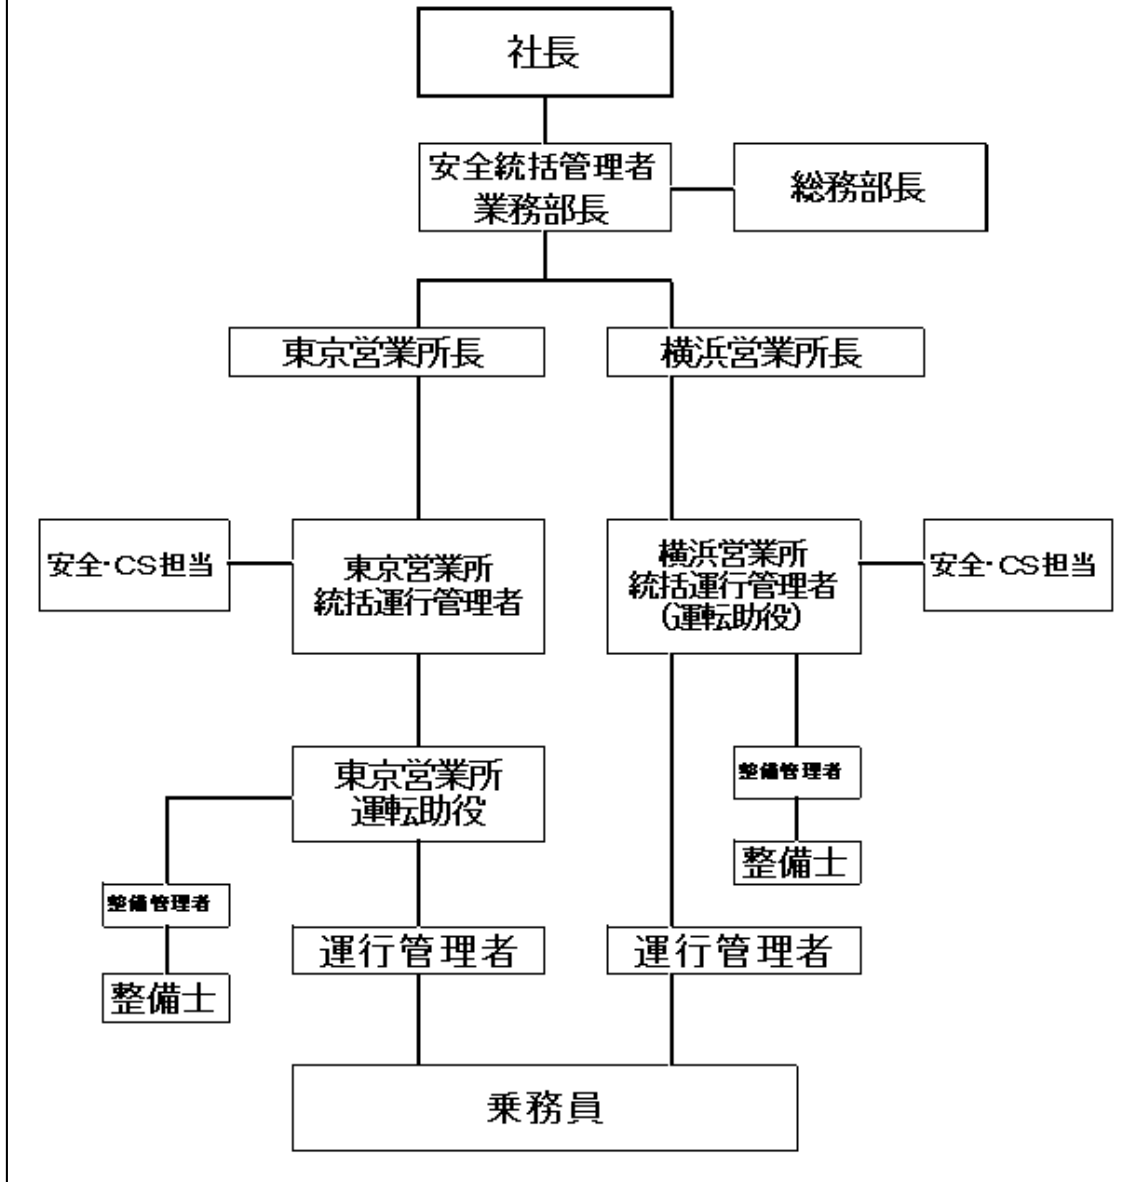 社長
安全統括管理者
業務部長
総務部長
東京営業所長
横浜営業所長
安全・CS担当
東京営業所
統括運行管理者
横浜営業所
統括運行管理者
（運転助役）
安全・CS担当
東京営業所
運転助役
整備管理者
整備士
整備管理者
整備士
運行管理者
運行管理者
乗務員